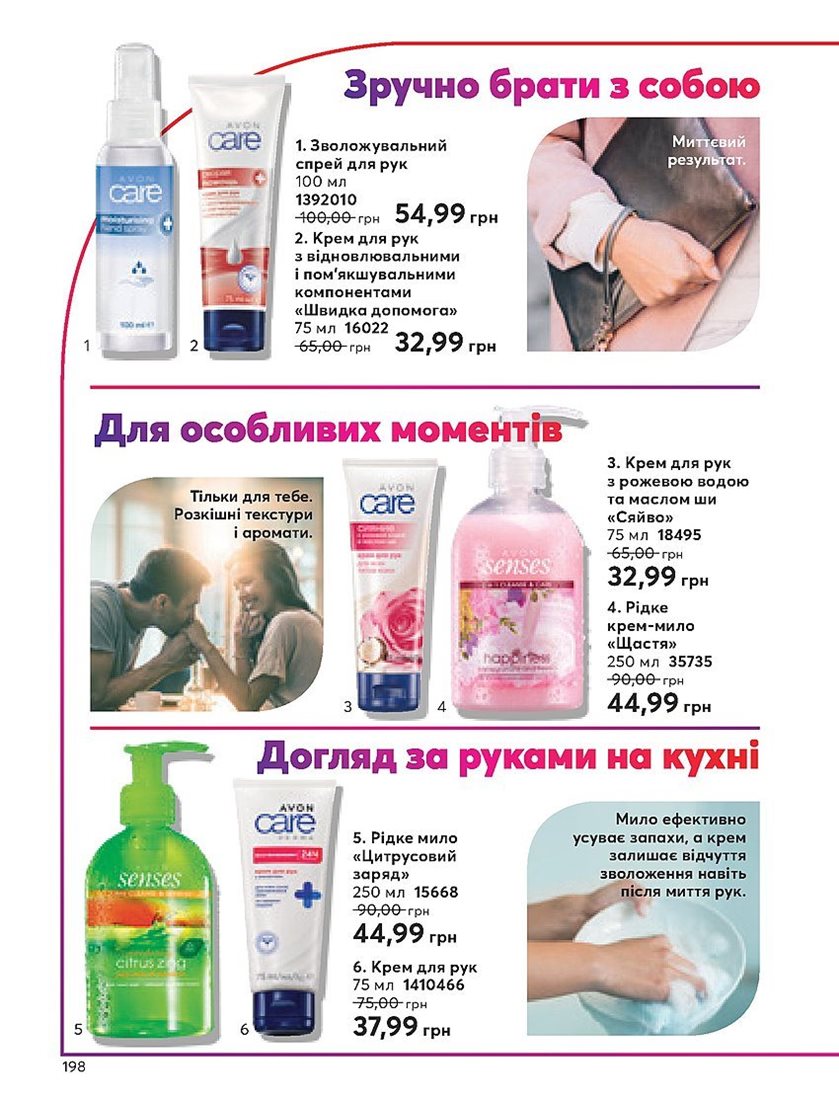 Зручно брати з собою
AVON
care
moisturising
hand spray
100 ml e
1
AVON
care
75 ml
2
1. Зволожувальний
спрей для рук
100 мл
1392010
100,00 грн 54,99 грн
2. Крем для рук
з відновлювальними
і пом’якшувальними
компонентами
«Швидка допомога»
75 мл 16022
65,00 грн 32,99 грн
Миттєвий
результат.
Для особливих моментів
Тільки для тебе.
Розкішні текстури
і аромати.
AVON
care
СИЯНИЕ
крем для рук
3
AVON
senses
happiness
4
3. Крем для рук
з рожевою водою
та маслом ши
«Сяйво»
75 мл 18495
65,00 грн
32,99 грн
4. Рідке
крем-мило
«Щастя»
250 мл 35735
90,00 грн
44,99 грн
Догляд за руками на кухні
senses
citrus zing
5
AVON
care
24H
крем для рук
6
5. Рідке мило
«Цитрусовий
заряд»
250 мл 15668
90,00 грн
44,99 грн
6. Крем для рук
75 мл 1410466
75,00 грн
37,99 грн
Мило ефективно
усуває запахи, а крем
залишає відчуття
зволоження навіть
після миття рук.
198